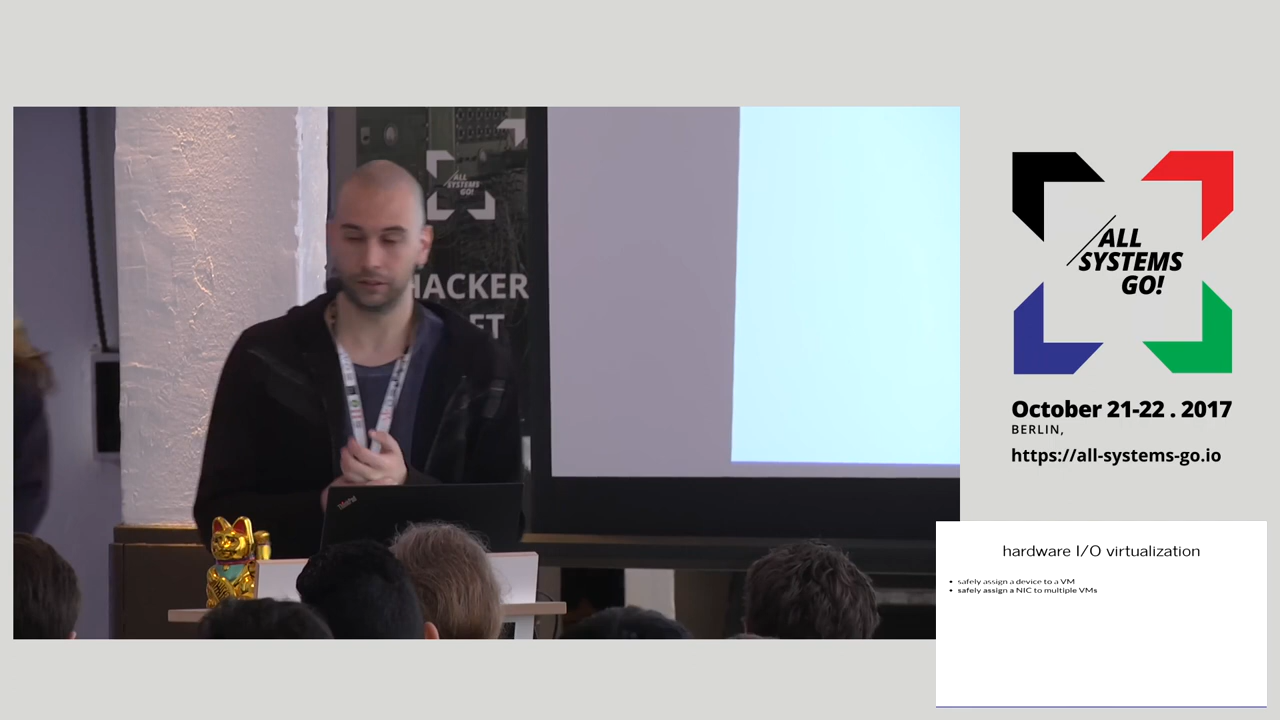 ALL
SYSTEMS
GO!
HACKER
ThinkPad
ALL
SYSTEMS
GO!
October 21-22 . 2017
BERLIN,
https://all-systems-go.io
hardware I/O virtualization
• safely assign a device to a VM
• safely assign a NIC to multiple VMs